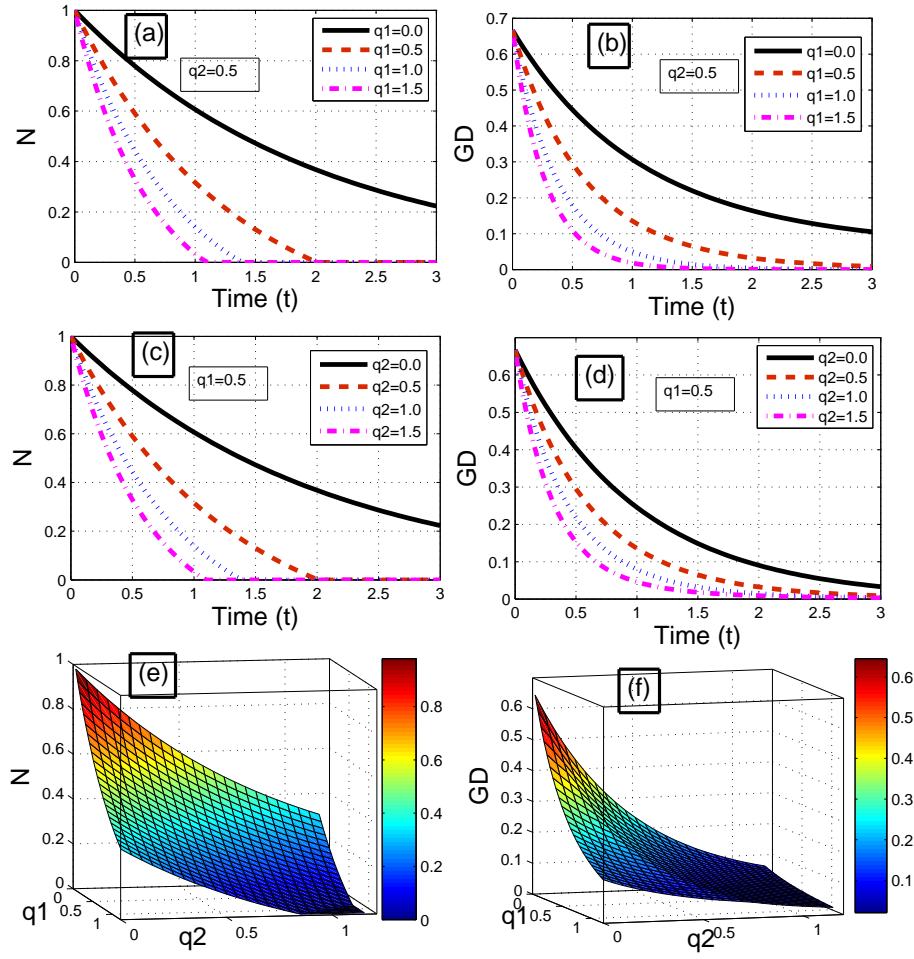 (a)
q2=0.5
q1=0.0
q1=0.5
q1=1.0
q1=1.5
N
1
0.8
0.6
0.4
0.2
0
0 0.5 1 1.5 2 2.5 3
Time (t)
(b)
q2=0.5
q1=0.0
q1=0.5
q1=1.0
q1=1.5
GD
0.7
0.6
0.5
0.4
0.3
0.2
0.1
0
0 0.5 1 1.5 2 2.5 3
Time (t)
(c)
q1=0.5
q2=0.0
q2=0.5
q2=1.0
q2=1.5
N
1
0.8
0.6
0.4
0.2
0
0 0.5 1 1.5 2 2.5 3
Time (t)
(d)
q1=0.5
q2=0.0
q2=0.5
q2=1.0
q2=1.5
GD
0.6
0.5
0.4
0.3
0.2
0.1
0
0 0.5 1 1.5 2 2.5 3
Time (t)
(e)
N
1
0.8
0.6
0.4
0.2
0
0
0.5
1
q1
0 0.5 1
q2
0.8
0.6
0.4
0.2
0
(f)
GD
0.6
0.5
0.4
0.3
0.2
0.1
0
0
0.5
1
q1
0 0.5 1
q2
0.6
0.5
0.4
0.3
0.2
0.1